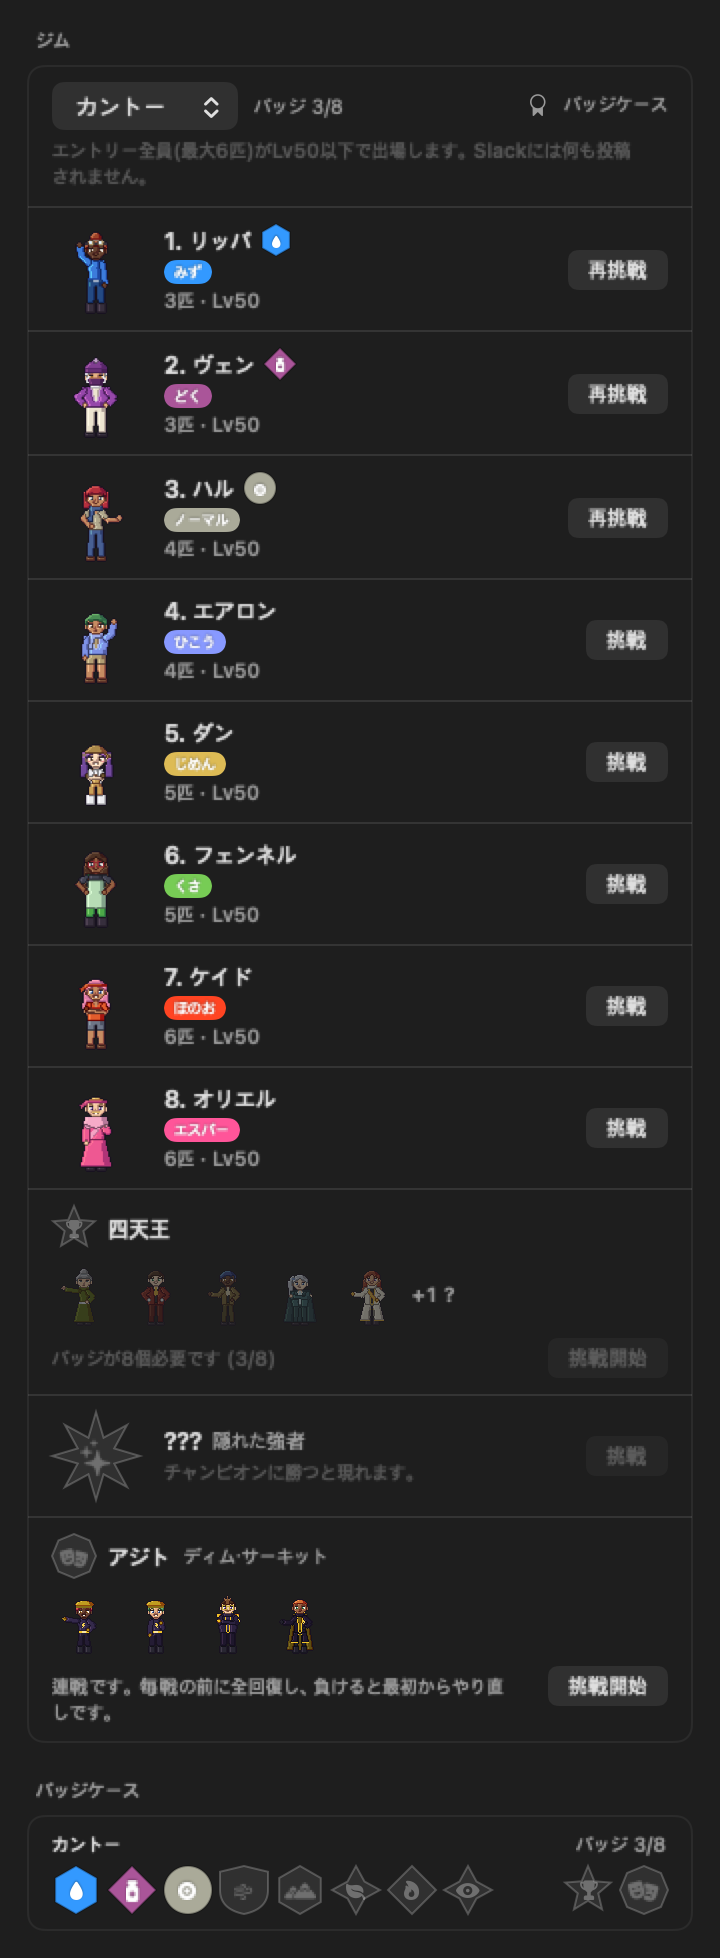 ジム
カントー
バッジ 3/8
バッジケース
エントリー全員(最大6匹)がLv50以下で出場します。Slackには何も投稿
されません。
1. リッパ
みず
3匹 · Lv50
再挑戦
2. ヴェン
どく
3匹 · Lv50
再挑戦
3. ハル
ノーマル
4匹 · Lv50
再挑戦
4. エアロン
ひこう
4匹 · Lv50
挑戦
5. ダン
じめん
5匹 · Lv50
挑戦
6. フェンネル
くさ
5匹 · Lv50
挑戦
7. ケイド
ほのお
6匹 · Lv50
挑戦
8. オリエル
エスパー
6匹 · Lv50
挑戦
四天王
+1 ?
バッジが8個必要です (3/8)
挑戦開始
??? 隠れた強者
チャンピオンに勝つと現れます。
挑戦
アジト ディム·サーキット
連戦です。毎戦の前に全回復し、負けると最初からやり直
しです。
挑戦開始
バッジケース
カントー
バッジ 3/8